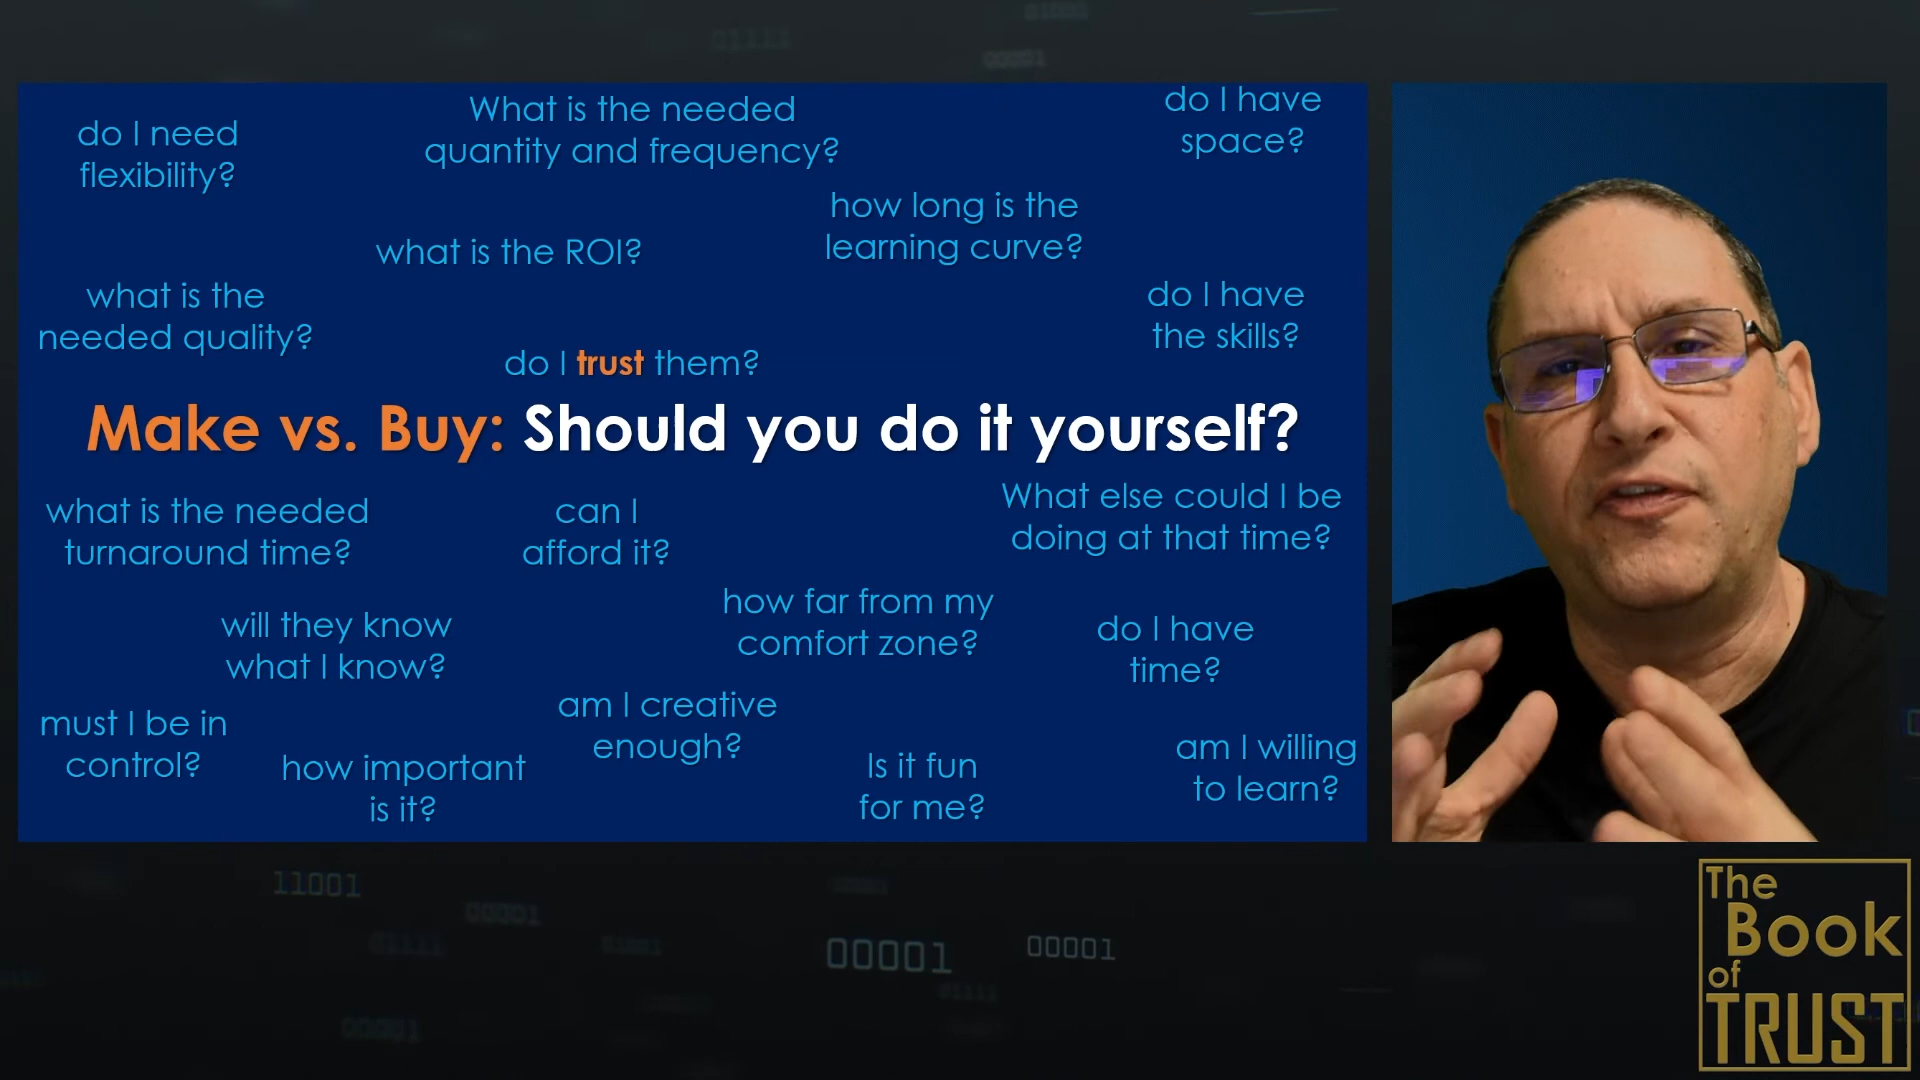 do I need
flexibility?
What is the needed
quantity and frequency?
do I have
space?
how long is the
learning curve?
what is the ROI?
what is the
needed quality?
do I have
the skills?
do I trust them?
Make vs. Buy: Should you do it yourself?
what is the needed
turnaround time?
can I
afford it?
What else could I be
doing at that time?
how far from my
comfort zone?
will they know
what I know?
do I have
time?
am I creative
enough?
must I be in
control?
how important
is it?
Is it fun
for me?
am I willing
to learn?
11001
00001
00001
The
Book
of
TRUST